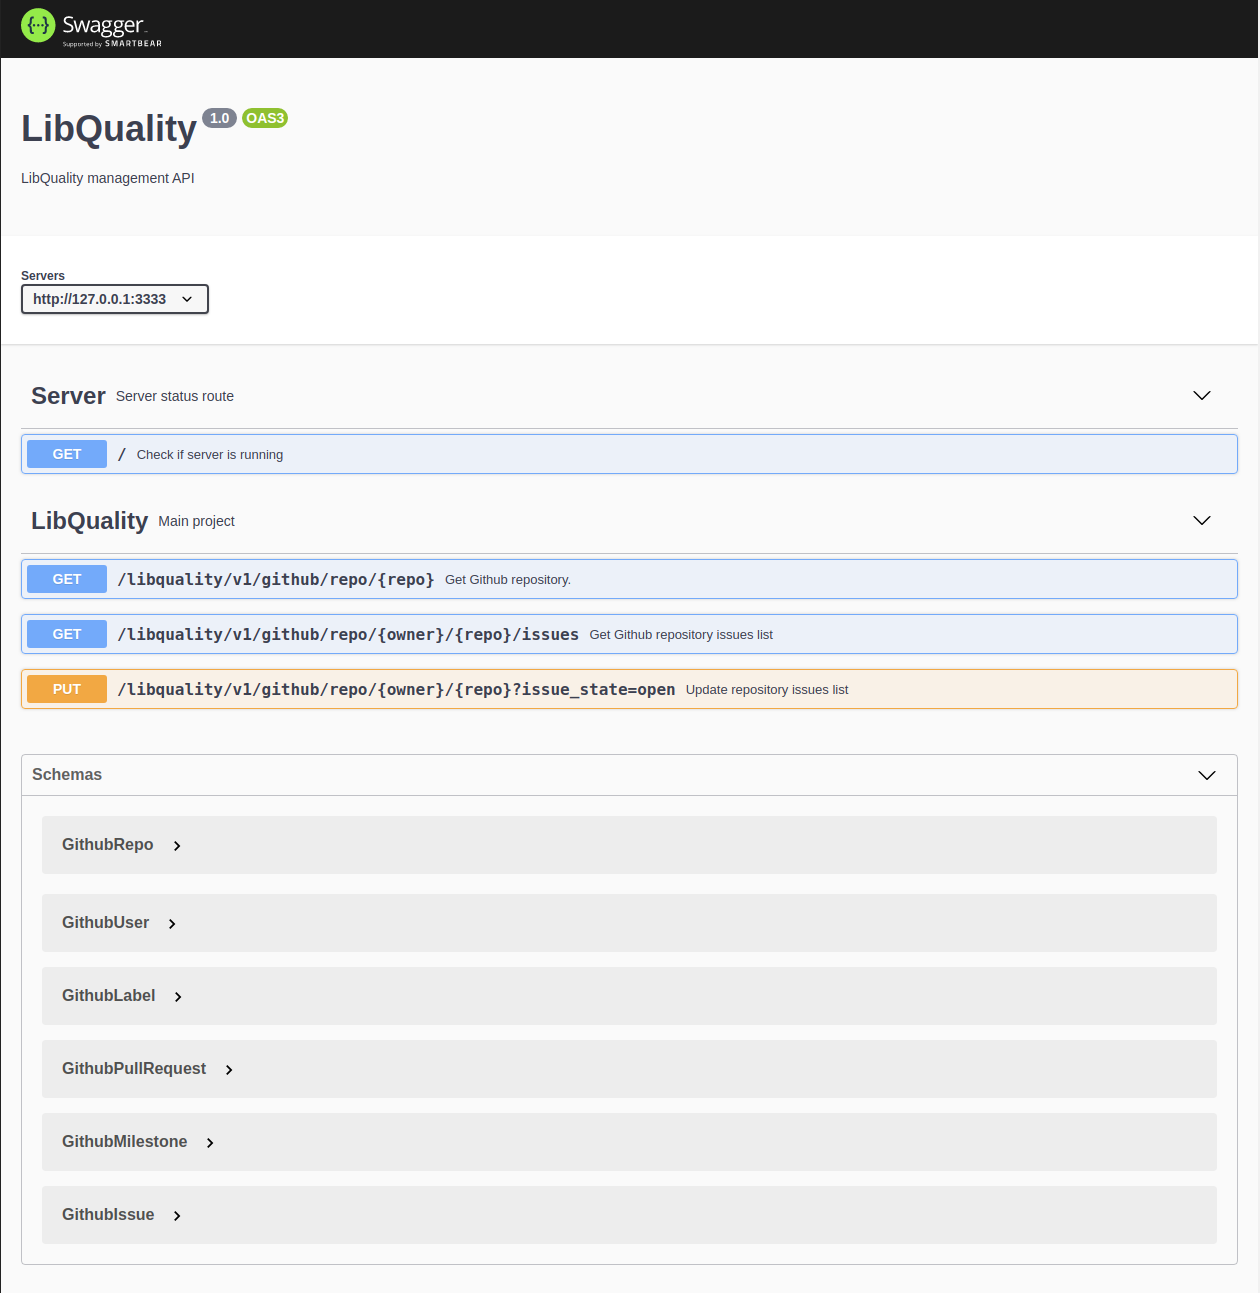 Swagger
Supported by SMARTBEAR
LibQuality 1.0 OAS3
LibQuality management API
Servers
http://127.0.0.1:3333
Server Server status route
GET / Check if server is running
LibQuality Main project
GET /libquality/v1/github/repo/{repo} Get Github repository.
GET /libquality/v1/github/repo/{owner}/{repo}/issues Get Github repository issues list
PUT /libquality/v1/github/repo/{owner}/{repo}?issue_state=open Update repository issues list
Schemas
GithubRepo
GithubUser
GithubLabel
GithubPullRequest
GithubMilestone
GithubIssue